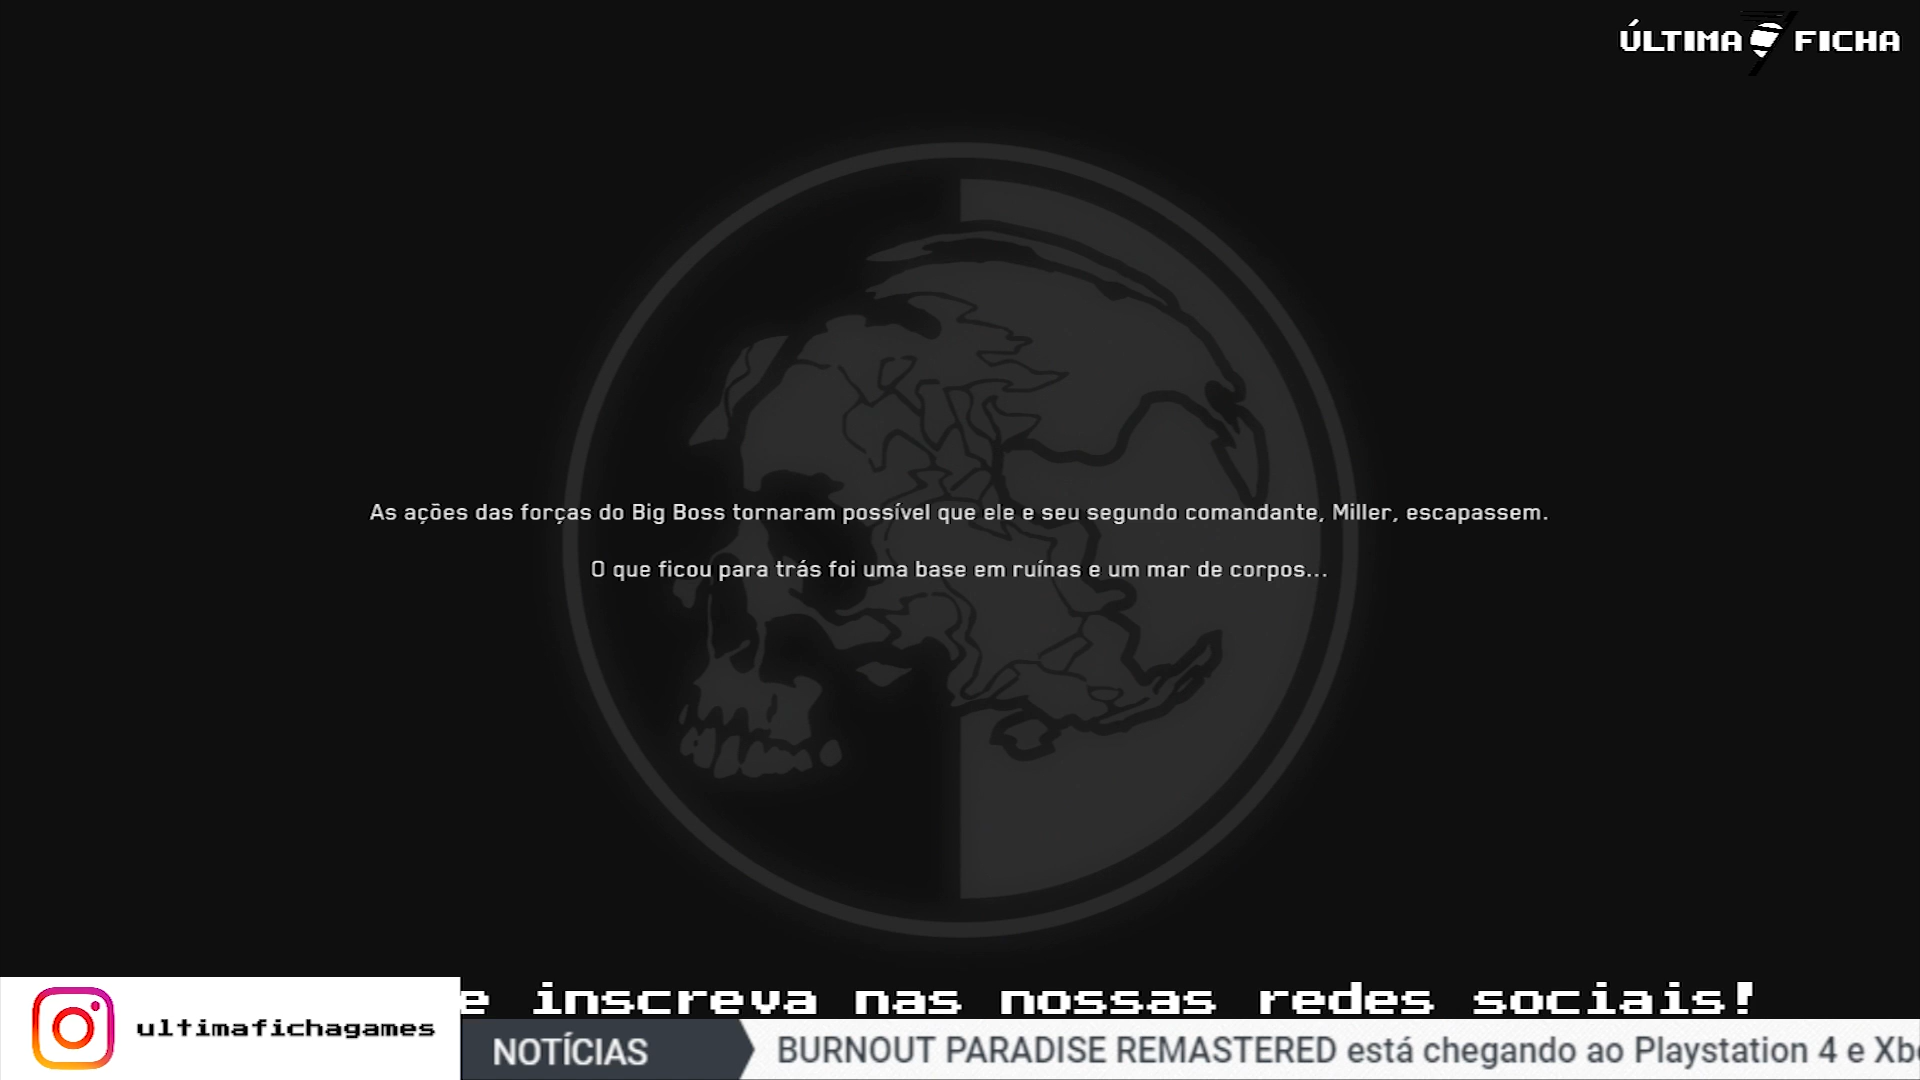 ÚLTIMA FICHA
As ações das forças do Big Boss tornaram possível que ele e seu segundo comandante, Miller, escapassem.
O que ficou para trás foi uma base em ruínas e um mar de corpos...
e inscreva nas nossas redes sociais!
ultimafichagames
NOTÍCIAS
BURNOUT PARADISE REMASTERED está chegando ao Playstation 4 e Xb